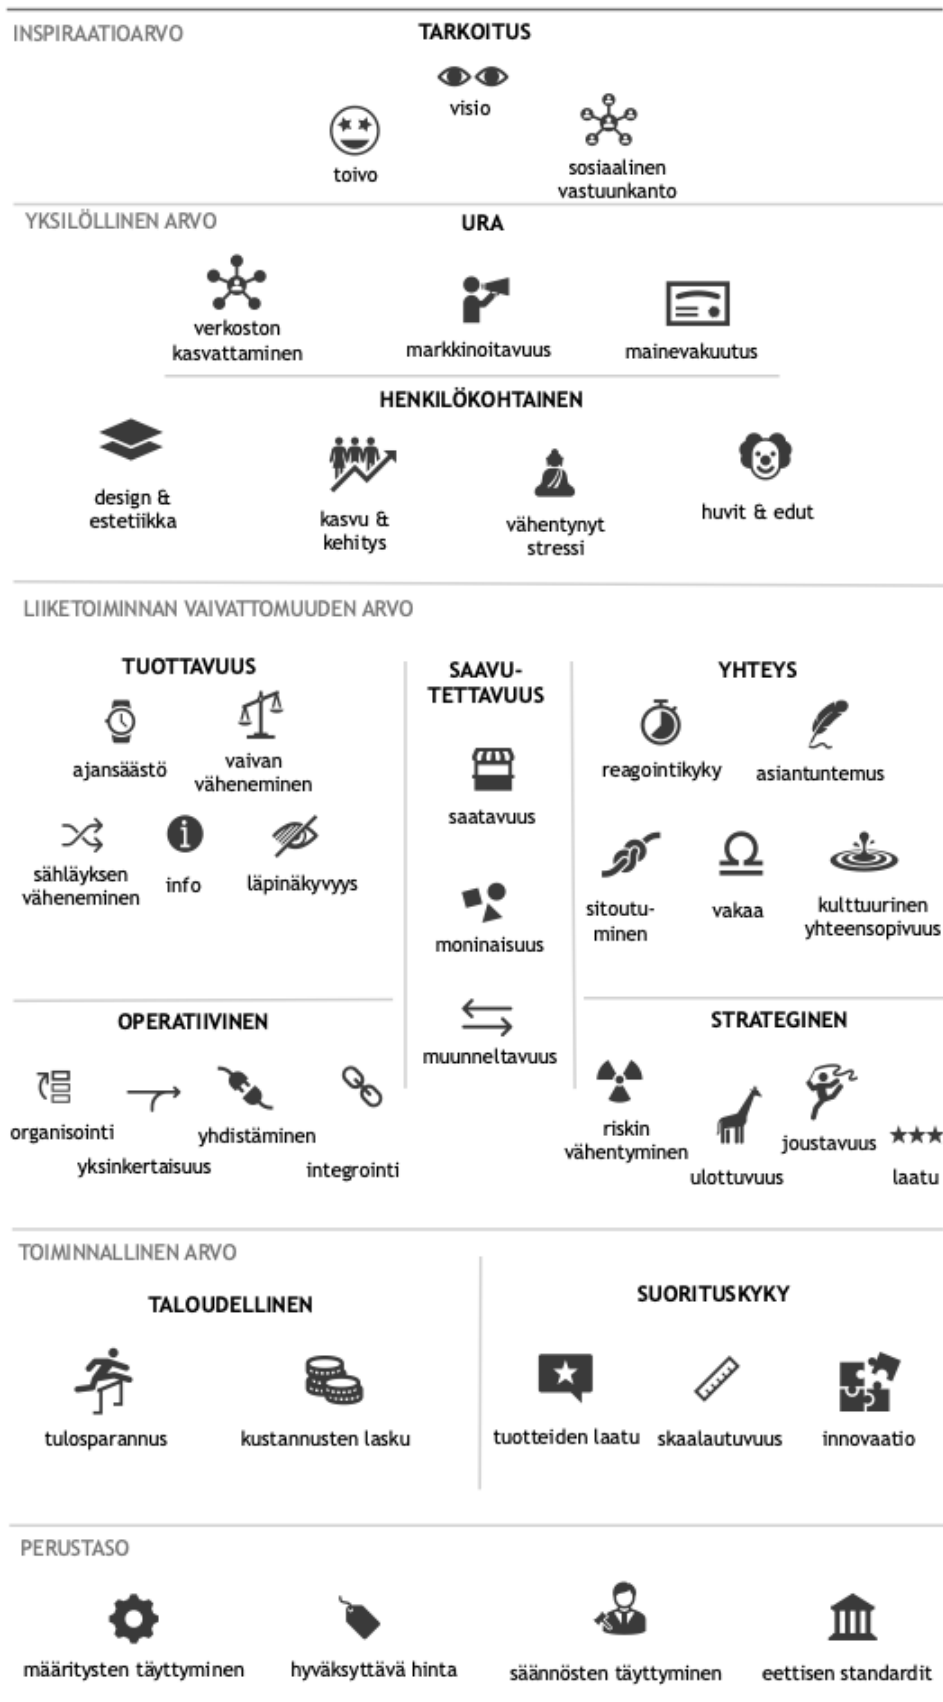 INSPIRAATIOARVO
TARKOITUS
visio
toivo
sosiaalinen
vastuunkanto
YKSILÖLLINEN ARVO
URA
verkoston
kasvattaminen
markkinoitavuus
mainevakuutus
HENKILÖKOHTAINEN
design &
estetiikka
kasvu &
kehitys
vähentynyt
stressi
huvit & edut
LIIKETOIMINNAN VAIVATTOMUUDEN ARVO
TUOTTAVUUS
ajansäästö
vaivan
väheneminen
sähläyksen
väheneminen
info
läpinäkyvyys
SAAVU-
TETTAVUUS
saatavuus
moninaisuus
muunneltavuus
YHTEYS
reagointikyky
asiantuntemus
sitoutu-
minen
vakaa
kulttuurinen
yhteensopivuus
OPERATIIVINEN
organisointi
yksinkertaisuus
yhdistäminen
integrointi
STRATEGINEN
riskin
vähentyminen
ulottuvuus
joustavuus
laatu
TOIMINNALLINEN ARVO
TALOUDELLINEN
tulosparannus
kustannusten lasku
SUORITUSKYKY
tuotteiden laatu
skaalautuvuus
innovaatio
PERUSTASO
määritysten täyttyminen
hyväksyttävä hinta
säännösten täyttyminen
eettisen standardit